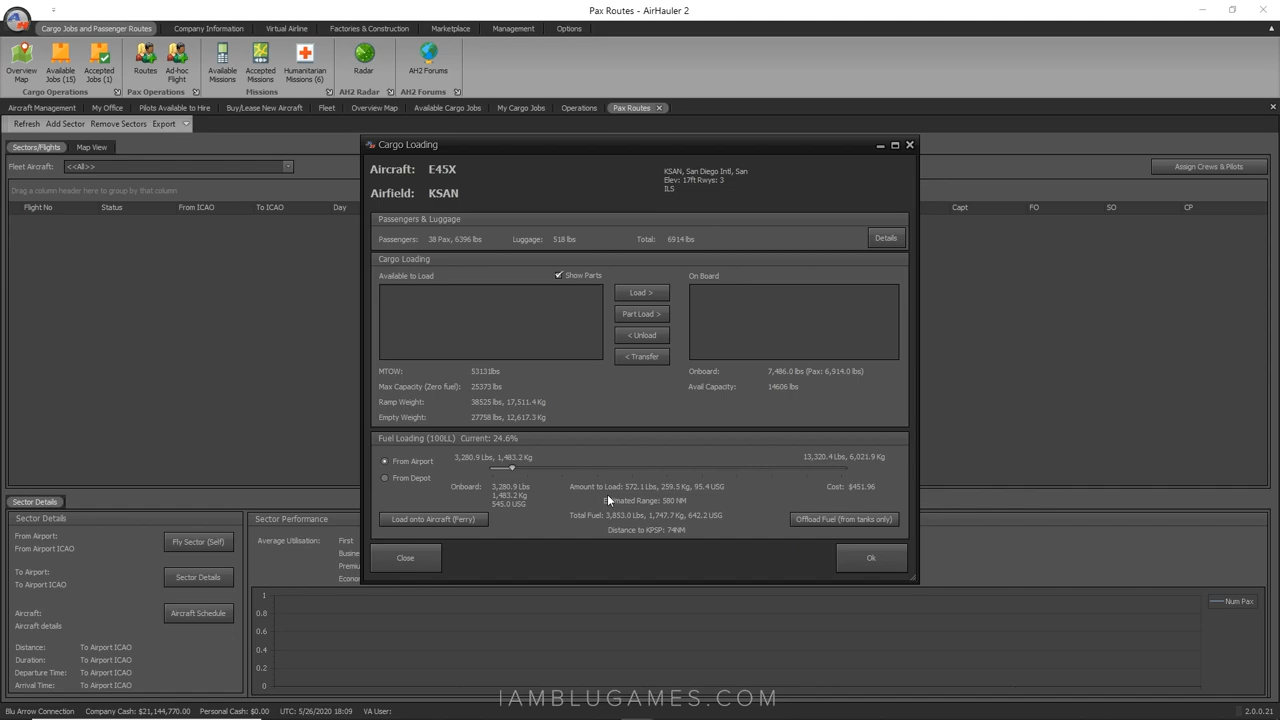 Pax Routes - AirHauler 2
Cargo Jobs and Passenger Routes Company Information Virtual Airline Factories & Construction Marketplace Management Options
Overview Map Available Jobs (15) Accepted Jobs (1) Routes Ad-hoc Flight Available Missions Accepted Missions Humanitarian Missions (6) Radar AH2 Forums
Cargo Operations Pax Operations Missions AH2 Radar AH2 Forums
Aircraft Management My Office Pilots Available to Hire Buy/Lease New Aircraft Fleet Overview Map Available Cargo Jobs My Cargo Jobs Operations Pax Routes
Refresh Add Sector Remove Sectors Export
Sectors/Flights Map View
Fleet Aircraft: <<All>> Assign Crews & Pilots
Drag a column header here to group by that column
Flight No Status From ICAO To ICAO Day Capt FO SO CP
Cargo Loading
Aircraft: E45X
KSAN, San Diego Intl, San
Elev: 17ft Rwys: 3
ILS
Airfield: KSAN
Passengers & Luggage
Passengers: 38 Pax, 6396 lbs Luggage: 518 lbs Total: 6914 lbs Details
Cargo Loading
Available to Load Show Parts On Board
Load >
Part Load >
< Unload
< Transfer
MTOW: 53131lbs Onboard: 7,486.0 lbs (Pax: 6,914.0 lbs)
Max Capacity (Zero fuel): 25373 lbs Avail Capacity: 14606 lbs
Ramp Weight: 38525 lbs, 17,511.4 Kg
Empty Weight: 27758 lbs, 12,617.3 Kg
Fuel Loading (100LL) Current: 24.6%
From Airport 3,280.9 Lbs, 1,483.2 Kg 13,320.4 Lbs, 6,021.9 Kg
From Depot
Onboard: 3,280.9 Lbs
1,483.2 Kg
545.0 USG
Amount to Load: 572.1 Lbs, 259.5 Kg, 95.4 USG Cost: $451.96
Estimated Range: 580 NM
Total Fuel: 3,853.0 Lbs, 1,747.7 Kg, 642.2 USG
Distance to KPSP: 74NM
Load onto Aircraft (Ferry) Offload Fuel (from tanks only)
Close Ok
Sector Details
Sector Details Sector Performance
From Airport: Fly Sector (Self)
From Airport ICAO
To Airport: Sector Details
To Airport ICAO
Aircraft: Aircraft Schedule
Aircraft details
Distance: To Airport ICAO
Duration: To Airport ICAO
Departure Time: To Airport ICAO
Arrival Time: To Airport ICAO
Average Utilisation: First
Busine
Premiu
Econo
1
0.8
0.6
0.4
0.2
0
Num Pax
IAMBLUGAMES.COM
Blu Arrow Connection Company Cash: $21,144,770.00 Personal Cash: $0.00 UTC: 5/26/2020 18:09 VA User: 2.0.0.21